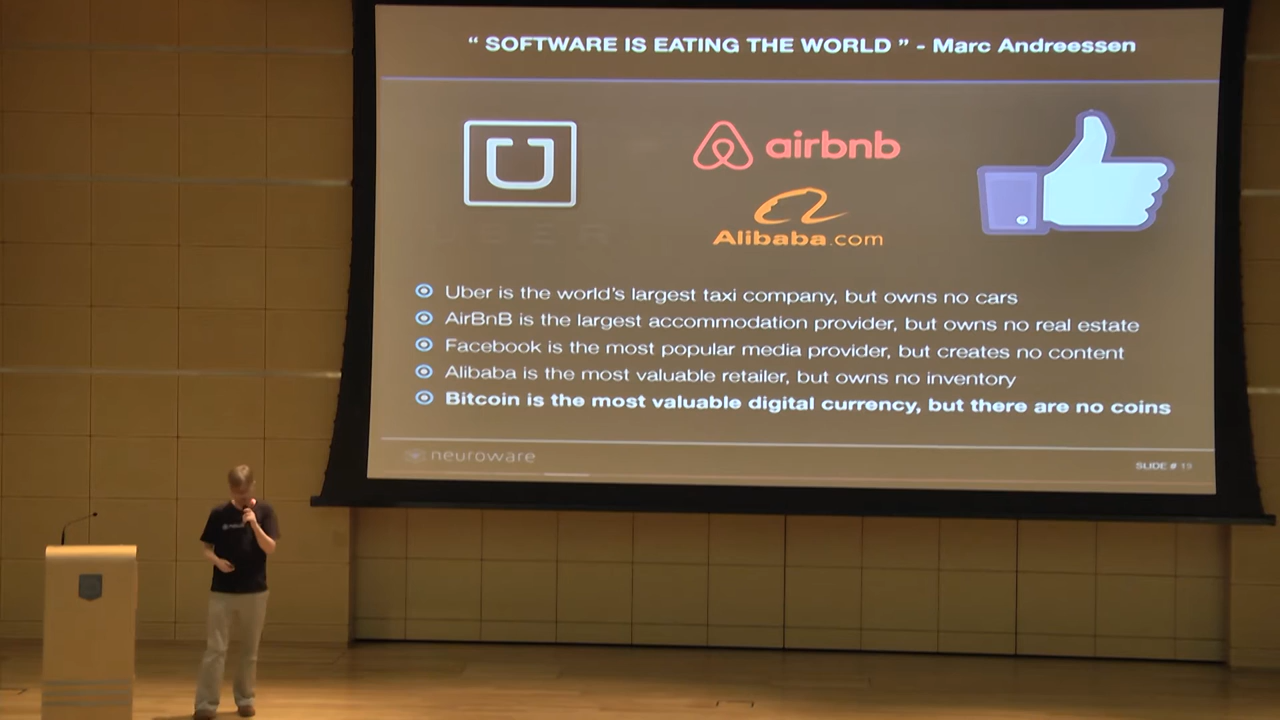 “ SOFTWARE IS EATING THE WORLD ” - Marc Andreessen
airbnb
Alibaba.com
Uber is the world's largest taxi company, but owns no cars
AirBnB is the largest accommodation provider, but owns no real estate
Facebook is the most popular media provider, but creates no content
Alibaba is the most valuable retailer, but owns no inventory
Bitcoin is the most valuable digital currency, but there are no coins
neuroware
SLIDE # 19